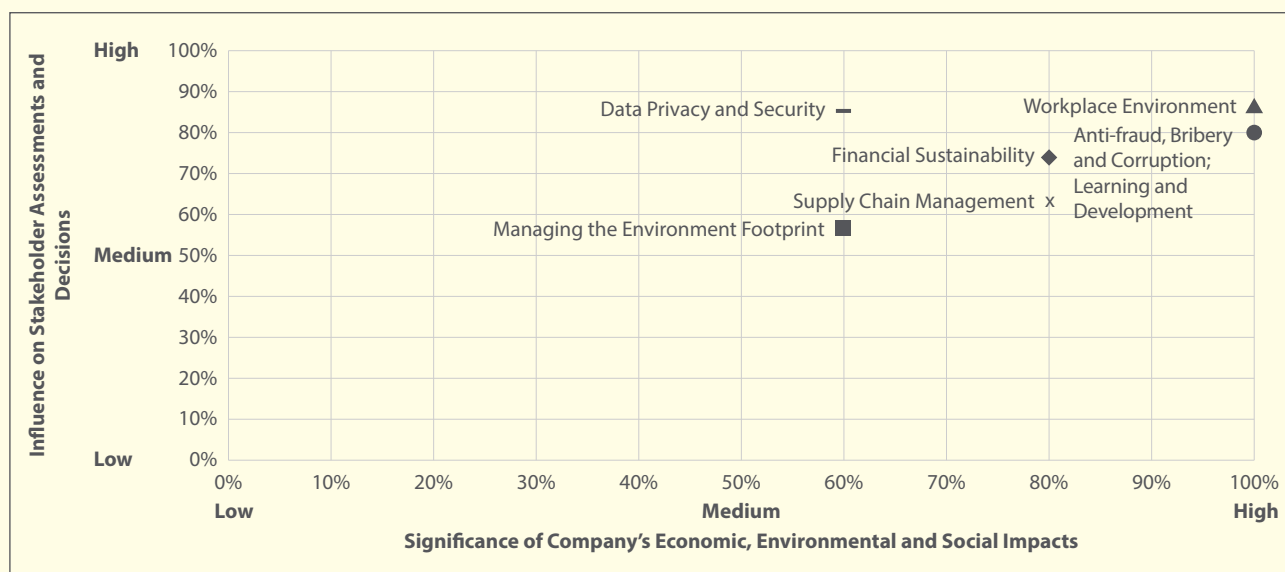 Influence on Stakeholder Assessments and
Decisions
High
100%
90%
80%
70%
60%
Medium
50%
40%
30%
20%
10%
Low
0%
Data Privacy and Security
Workplace Environment
Anti-fraud, Bribery
and Corruption;
Learning and
Development
Financial Sustainability
Supply Chain Management
x
Managing the Environment Footprint
0%
10%
20%
30%
40%
50%
60%
70%
80%
90%
100%
Low
Medium
High
Significance of Company’s Economic, Environmental and Social Impacts